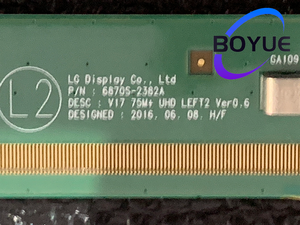 BOYUE
GA109
L2
LG Display Co., Ltd
P/N : 6870S-2382A
DESC : V17 75W+ UHD LEFT2 Ver0.6
DESIGNED : 2016. 06. 08. H/F